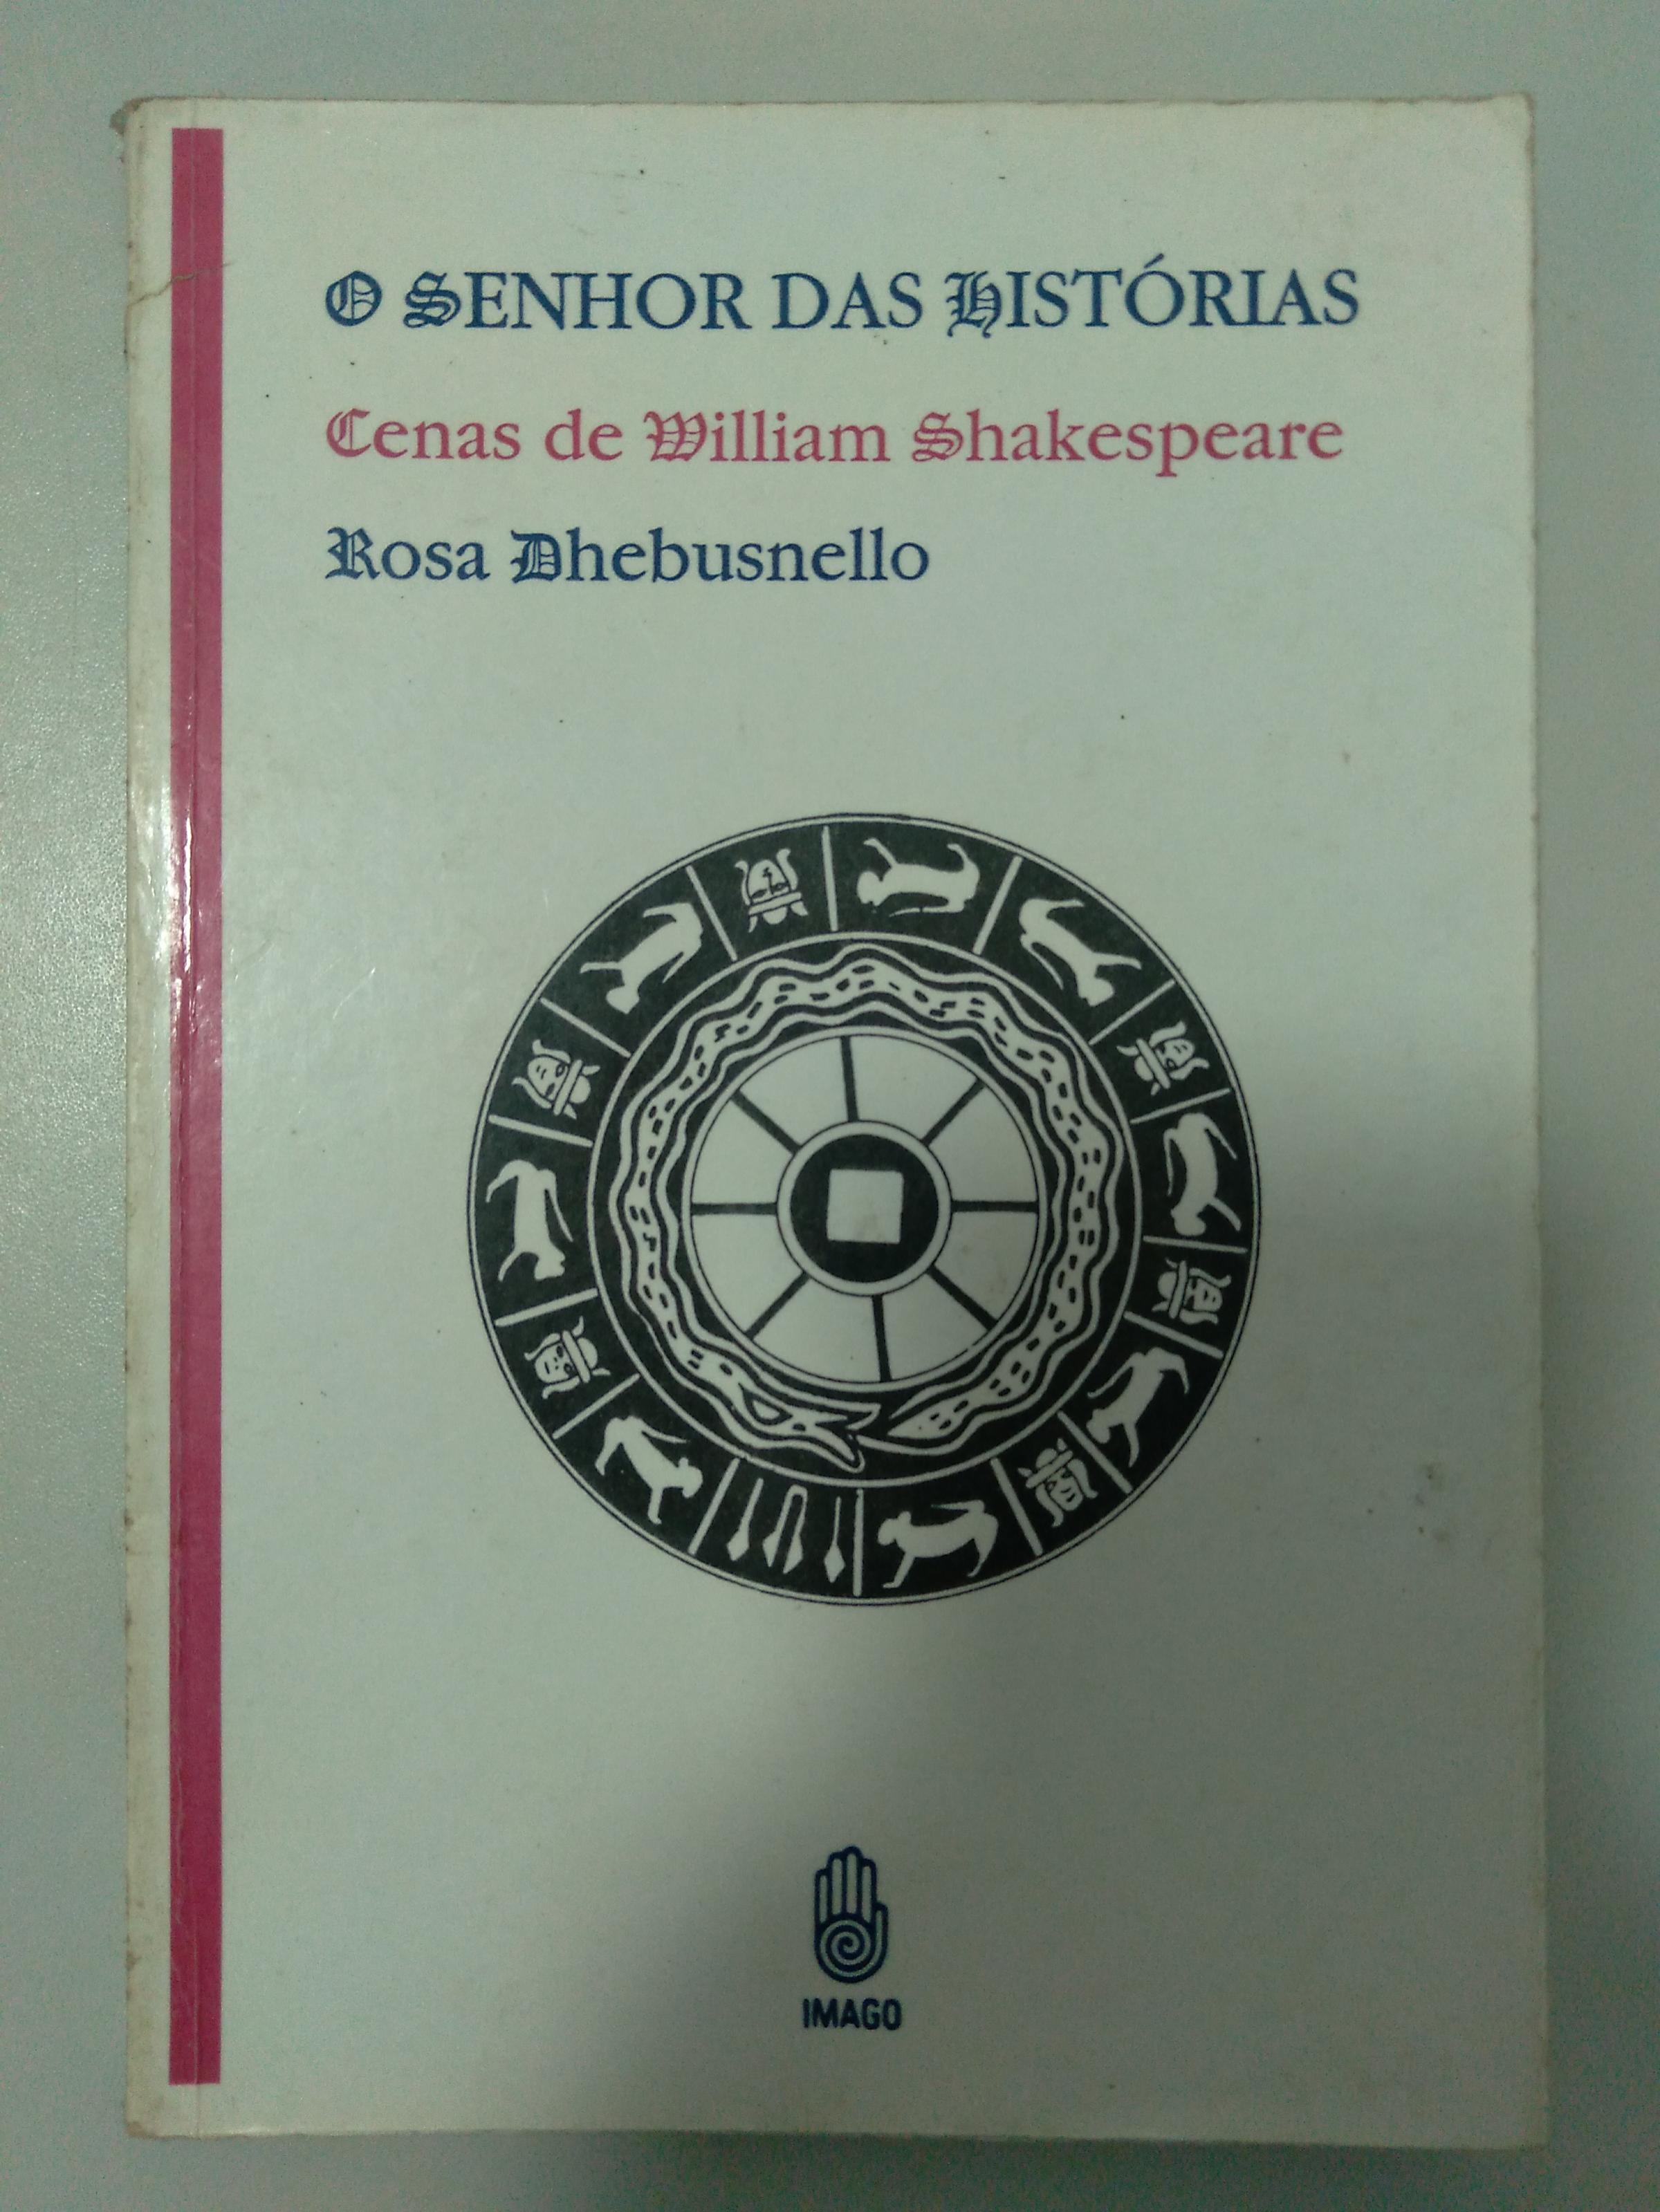 O SENHOR DAS HISTÓRIAS
Cenas de William Shakespeare
Rosa Dhebusnello
IMAGO